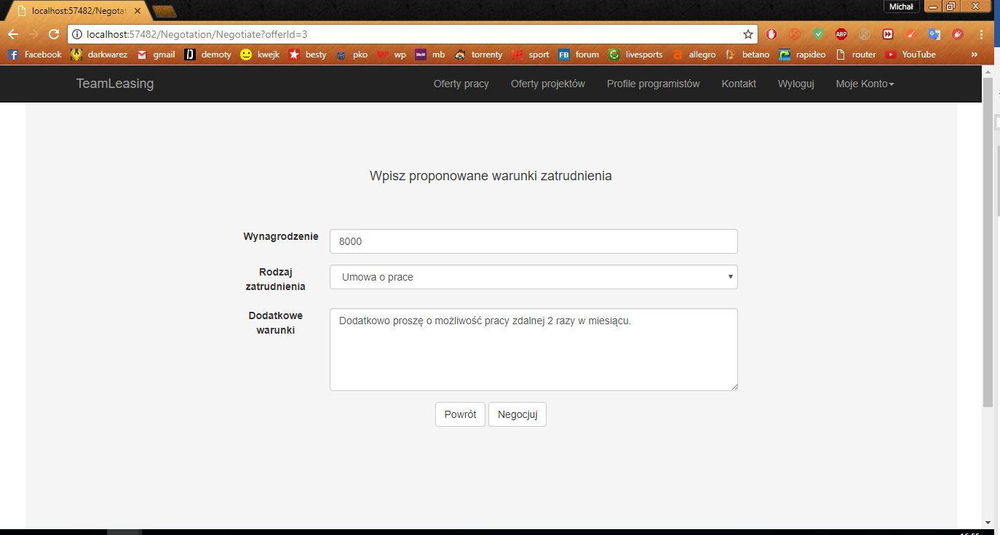 localhost:57482/Negotat
Michał
localhost:57482/Negotation/Negotiate?offerId=3
ABP
Facebook darkwarez gmail demoty kwejk besty pko wp mb torrenty sport FB forum livesports allegro betano rapideo router YouTube »
TeamLeasing Oferty pracy Oferty projektów Profile programistów Kontakt Wyloguj Moje Konto
Wpisz proponowane warunki zatrudnienia
Wynagrodzenie 8000
Rodzaj
zatrudnienia
Umowa o prace
Dodatkowe
warunki
Dodatkowo proszę o możliwość pracy zdalnej 2 razy w miesiącu.
Powrót Negocjuj